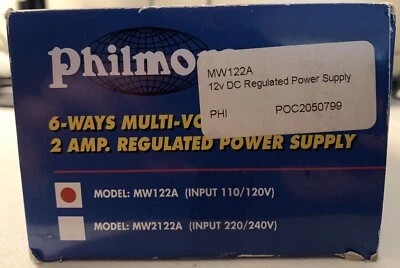 Philmor
MW122A
12v DC Regulated Power Supply
PHI POC2050799
6-WAYS MULTI-VO
2 AMP. REGULATED POWER SUPPLY
MODEL: MW122A (INPUT 110/120V)
MODEL: MW2122A (INPUT 220/240V)